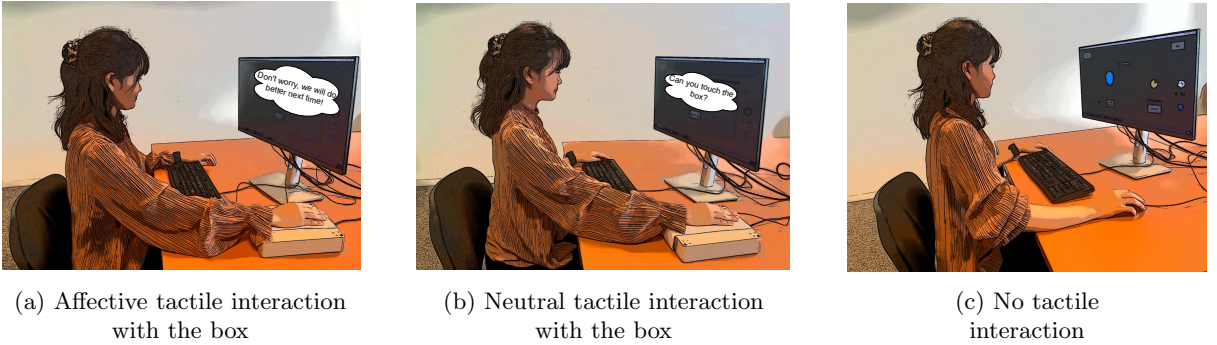 Don't worry, we will do
better next time!
Can you touch the
box?
(a) Affective tactile interaction
with the box
(b) Neutral tactile interaction
with the box
(c) No tactile
interaction